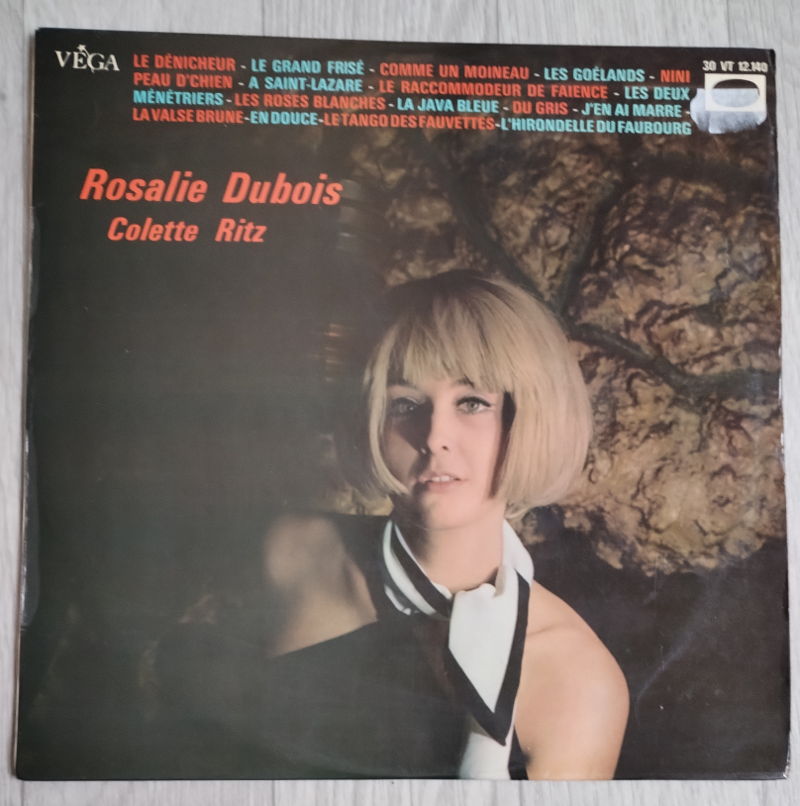 VÉGA
LE DÉNICHEUR - LE GRAND FRISÉ - COMME UN MOINEAU - LES GOÉLANDS - NINI
PEAU D'CHIEN - A SAINT-LAZARE - LE RACCOMMODEUR DE FAIENCE - LES DEUX
MÉNÉTRIERS - LES ROSES BLANCHES - LA JAVA BLEUE - OU GRIS - J'EN AI MARRE -
LA VALSE BRUNE - EN DOUCE - LE TANGO DES FAUVETTES - L'HIRONDELLE DU FAUBOURG
30 VT 12.140
Rosalie Dubois
Colette Ritz